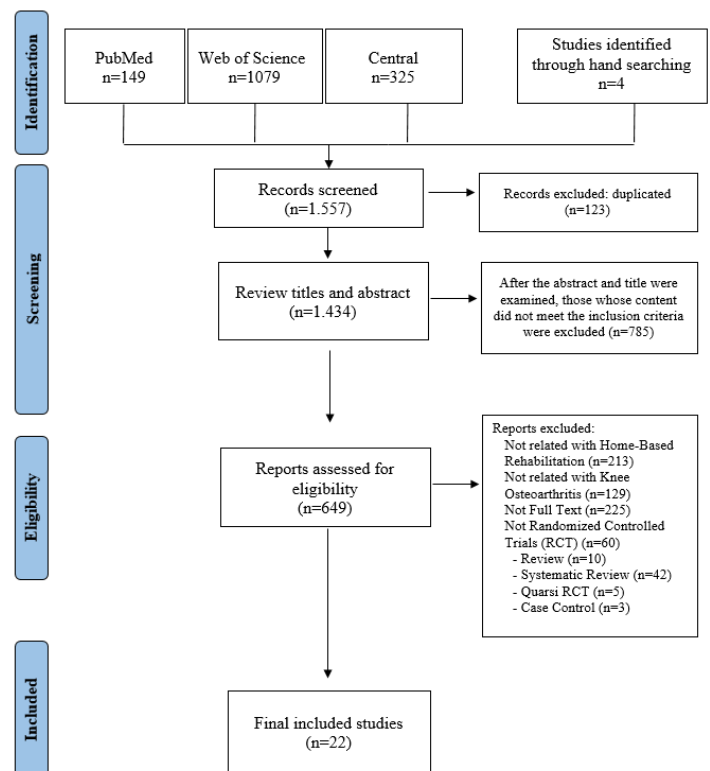 Identification
PubMed
n=149
Web of Science
n=1079
Central
n=325
Studies identified
through hand searching
n=4
Screening
Records screened
(n=1.557)
Records excluded: duplicated
(n=123)
Review titles and abstract
(n=1.434)
After the abstract and title were
examined, those whose content
did not meet the inclusion criteria
were excluded (n=785)
Eligibility
Reports assessed for
eligibility
(n=649)
Reports excluded:
Not related with Home-Based
Rehabilitation (n=213)
Not related with Knee
Osteoarthritis (n=129)
Not Full Text (n=225)
Not Randomized Controlled
Trials (RCT) (n=60)
- Review (n=10)
- Systematic Review (n=42)
- Quarsi RCT (n=5)
- Case Control (n=3)
Included
Final included studies
(n=22)